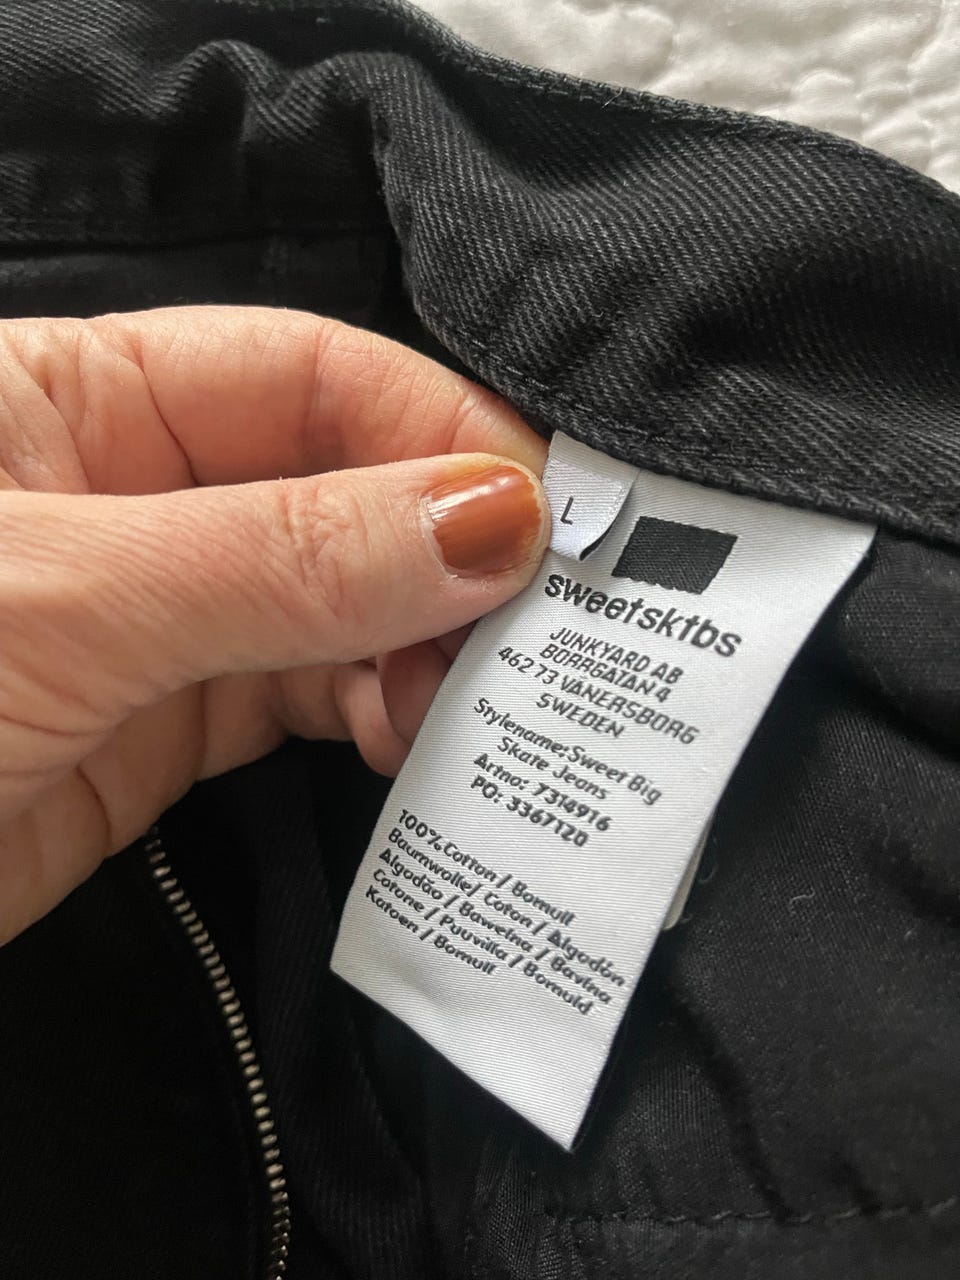 L
sweetsktbs
JUNKYARD AB
BORRGATAN 4
462 73 VÄNERSBORG
SWEDEN
Stylename: Sweet Big
Skate Jeans
Artno: 7314916
PO: 3367120
100% Cotton / Bomull
Baumwolle/ Coton / Algodón
Algodão / Bawełna / Bavlna
Cotone / Puuvilla / Bomuld
Katoen / Bomull